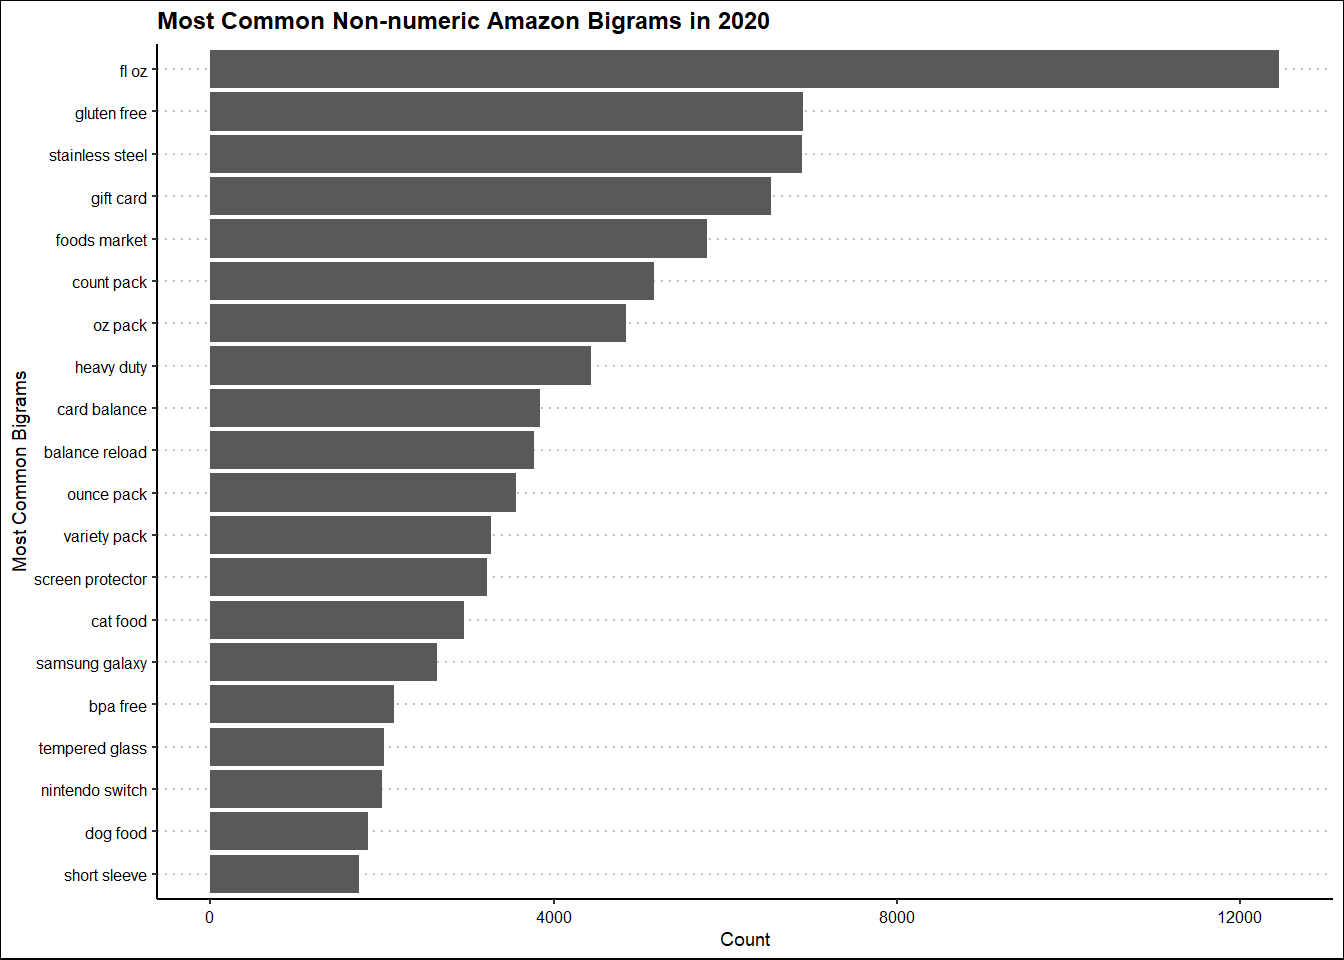 Most Common Non-numeric Amazon Bigrams in 2020
Most Common Bigrams
fl oz
gluten free
stainless steel
gift card
foods market
count pack
oz pack
heavy duty
card balance
balance reload
ounce pack
variety pack
screen protector
cat food
samsung galaxy
bpa free
tempered glass
nintendo switch
dog food
short sleeve
0 4000 8000 12000
Count